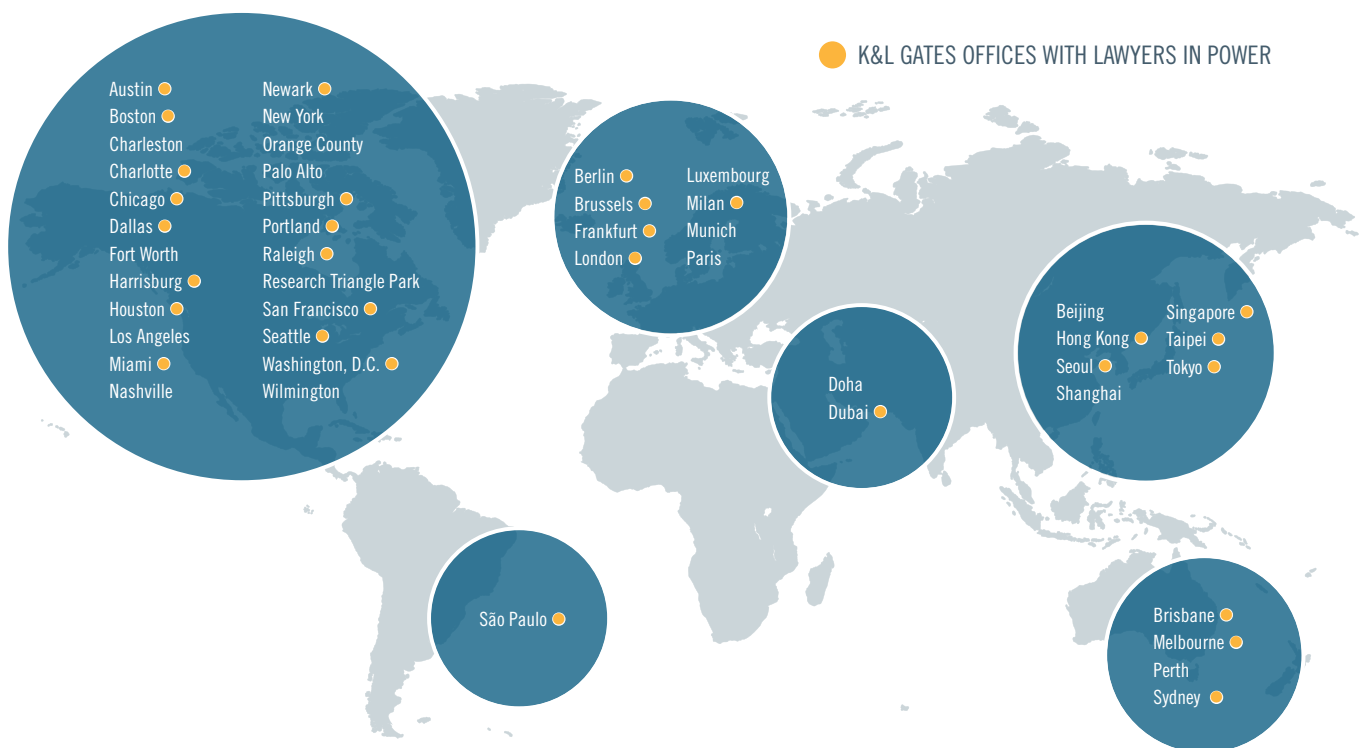 K&L GATES OFFICES WITH LAWYERS IN POWER
Austin
Boston
Charleston
Charlotte
Chicago
Dallas
Fort Worth
Harrisburg
Houston
Los Angeles
Miami
Nashville
Newark
New York
Orange County
Palo Alto
Pittsburgh
Portland
Raleigh
Research Triangle Park
San Francisco
Seattle
Washington, D.C.
Wilmington
Berlin
Brussels
Frankfurt
London
Luxembourg
Milan
Munich
Paris
Doha
Dubai
Beijing
Hong Kong
Seoul
Shanghai
Singapore
Taipei
Tokyo
São Paulo
Brisbane
Melbourne
Perth
Sydney